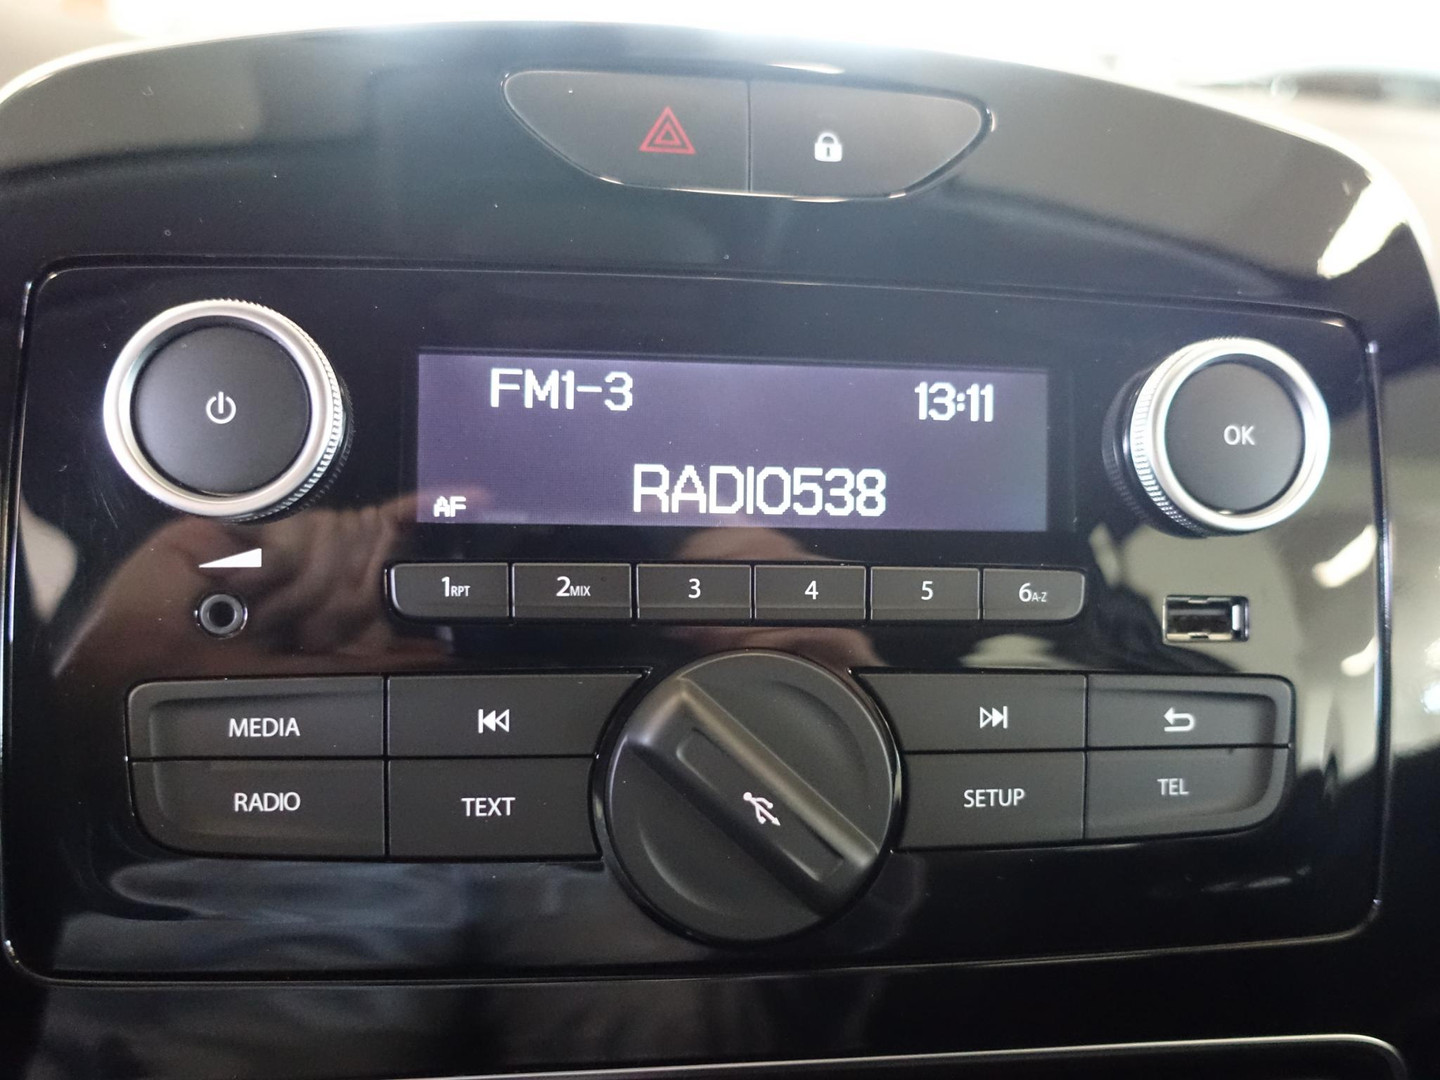 FM1-3 13:11
RADIO538
AF
OK
1RPT 2MIX 3 4 5 6A-Z
MEDIA
RADIO TEXT SETUP TEL